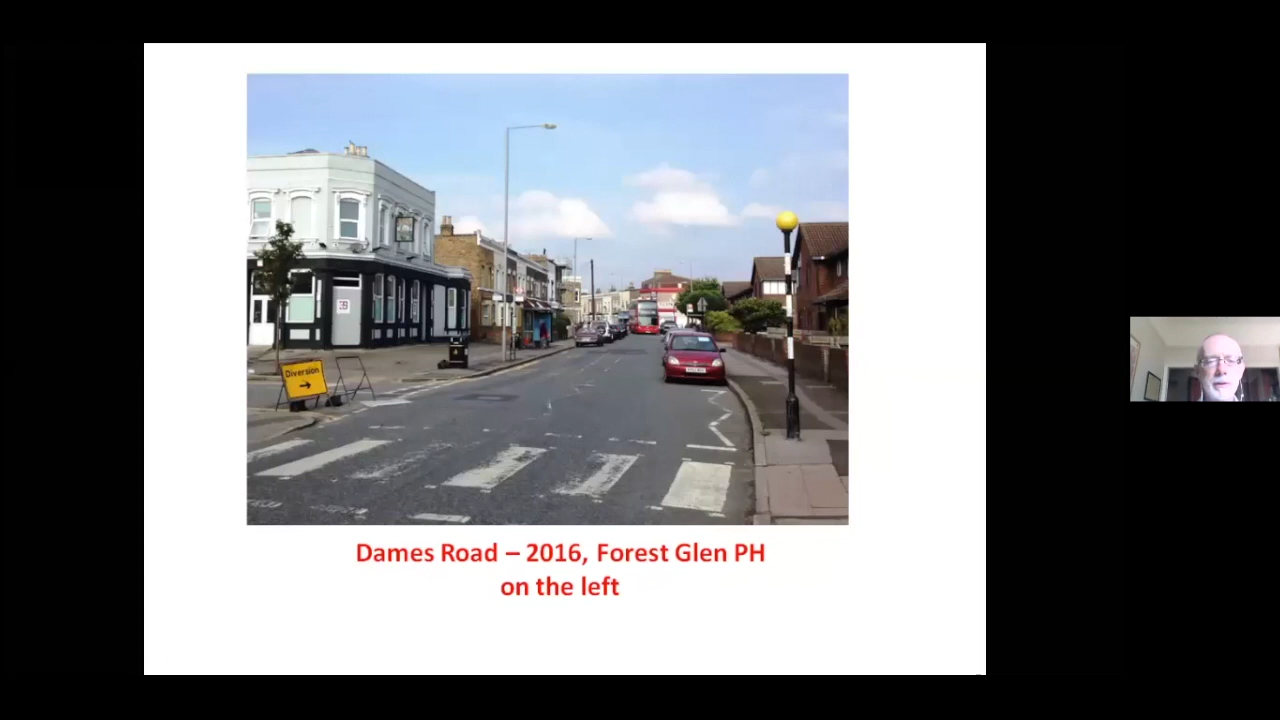 Diversion
Dames Road – 2016, Forest Glen PH
on the left